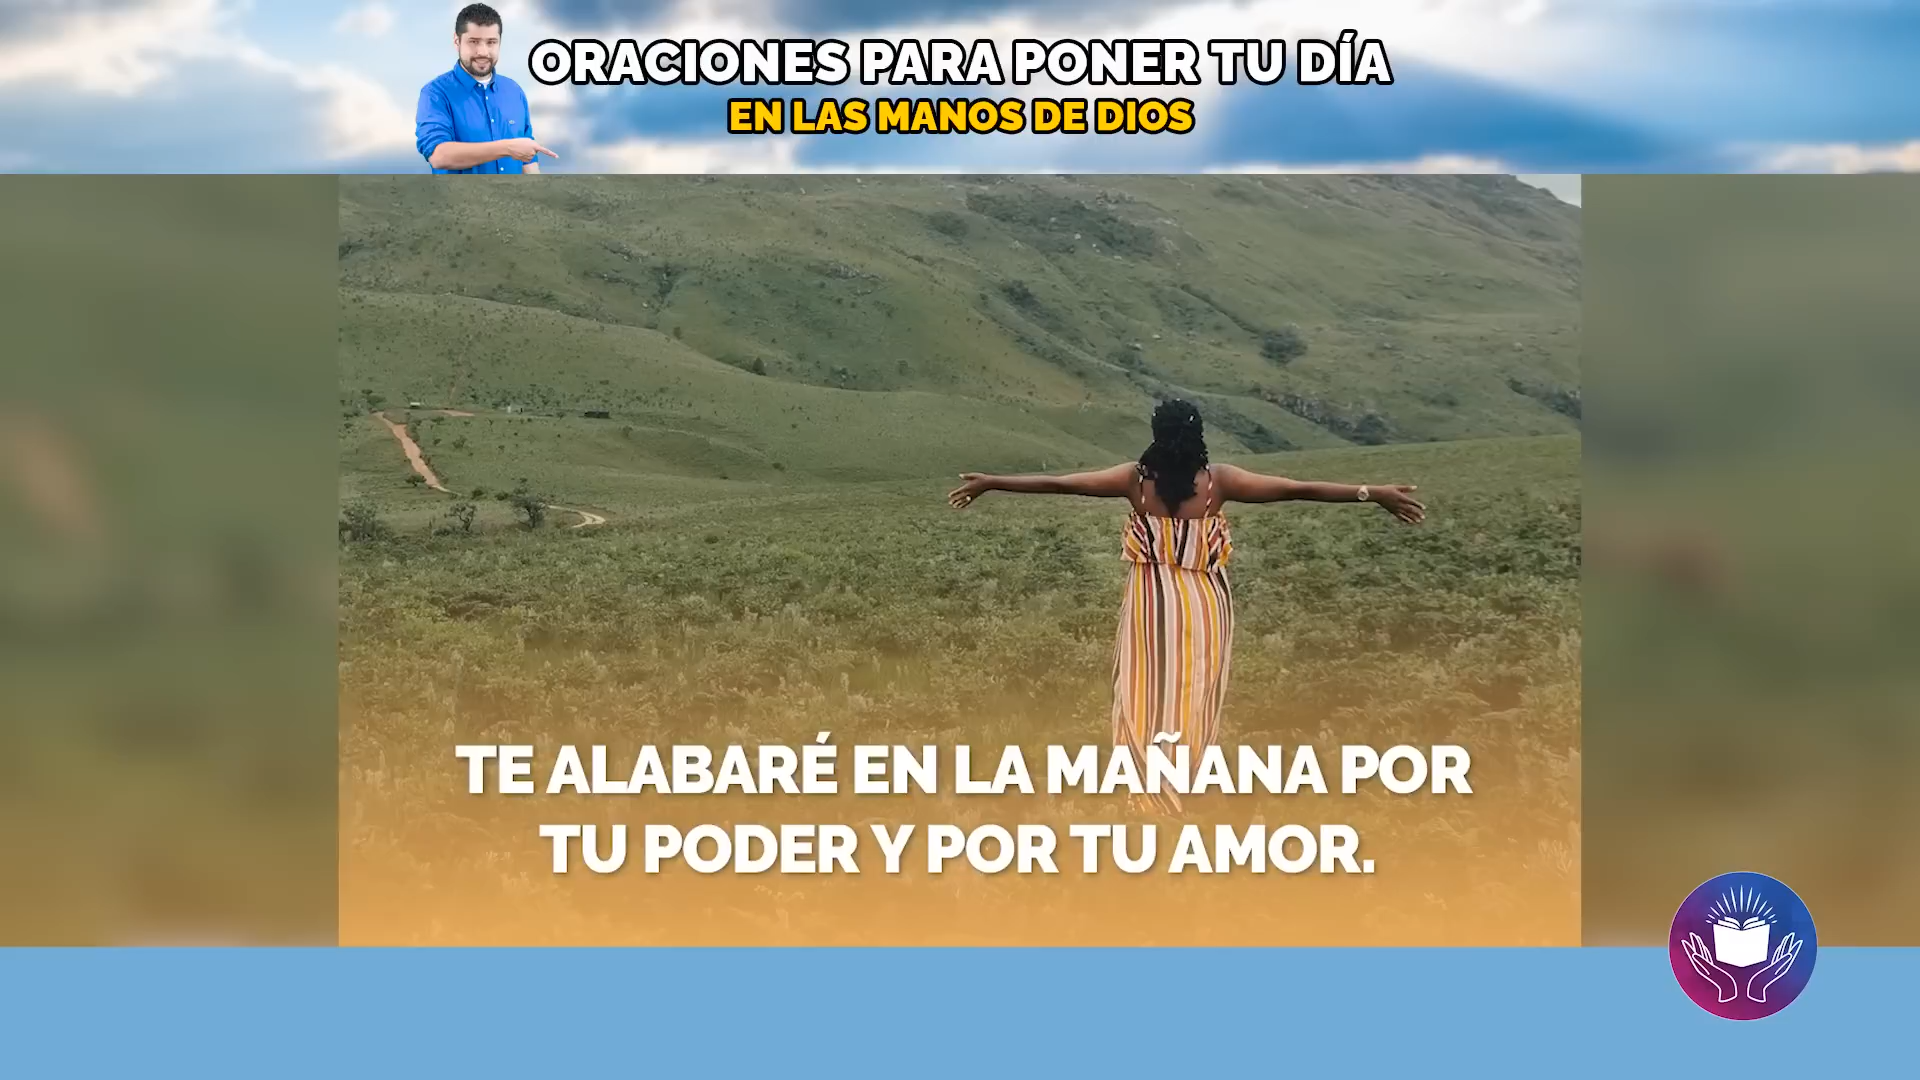 ORACIONES PARA PONER TU DÍA
EN LAS MANOS DE DIOS
TE ALABARÉ EN LA MAÑANA POR
TU PODER Y POR TU AMOR.